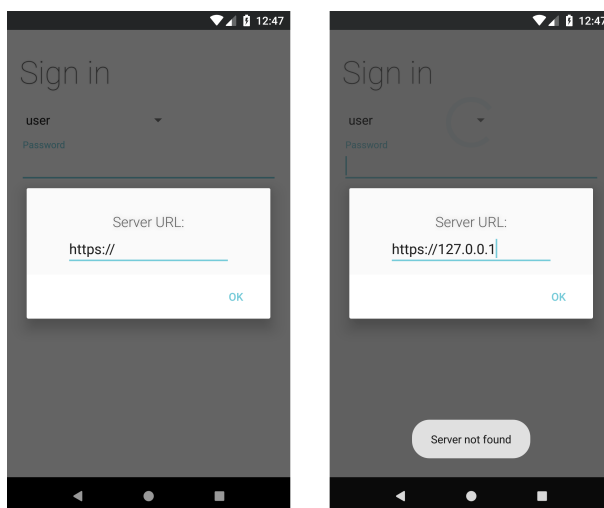 12:47
Sign in
user
Password
Server URL:
https://
OK
12:47
Sign in
user
Password
Server URL:
https://127.0.0.1
OK
Server not found